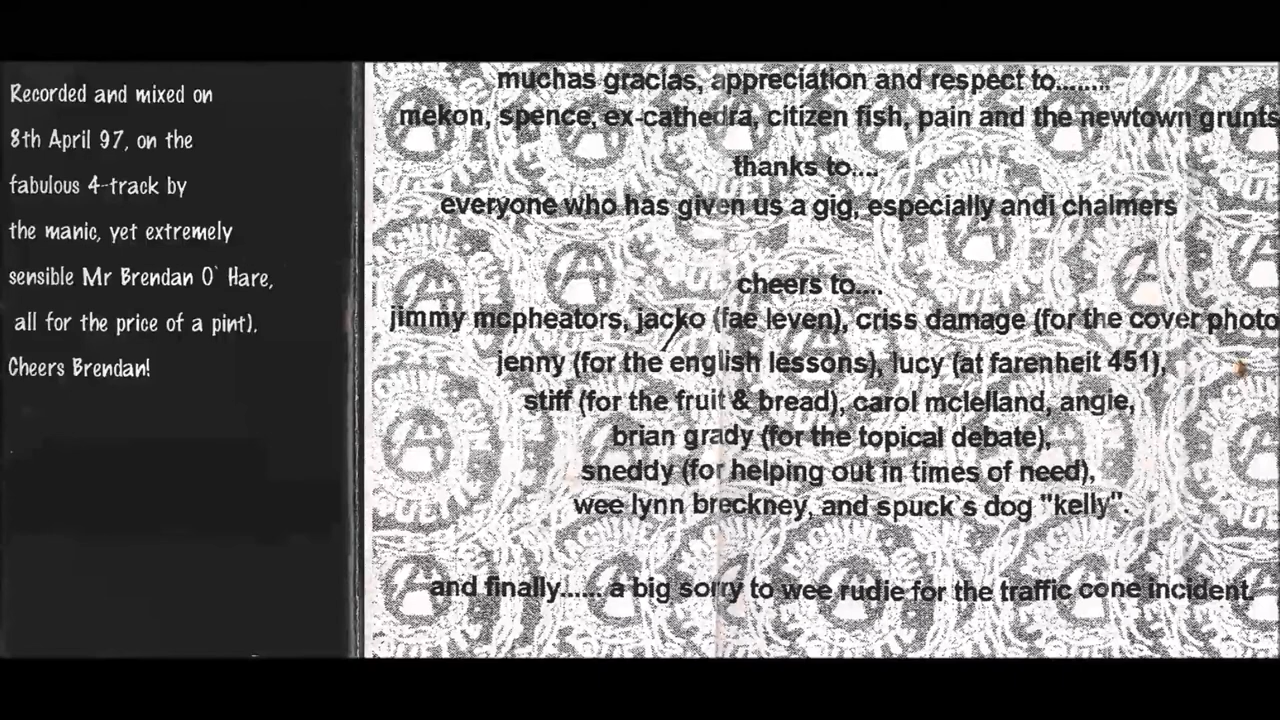 Recorded and mixed on
8th April 97, on the
fabulous 4-track by
the manic, yet extremely
sensible Mr Brendan O` Hare,
all for the price of a pint).
Cheers Brendan!
muchas gracias, appreciation and respect to........
mekon, spence, ex-cathedra, citizen fish, pain and the newtown grunts
thanks to....
everyone who has given us a gig, especially andi chalmers
cheers to....
jimmy mcpheators, jacko (fae leven), criss damage (for the cover photo
jenny (for the english lessons), lucy (at farenheit 451),
stiff (for the fruit & bread), carol mclelland, angie,
brian grady (for the topical debate),
sneddy (for helping out in times of need),
wee lynn breckney, and spuck`s dog "kelly".
and finally...... a big sorry to wee rudie for the traffic cone incident.